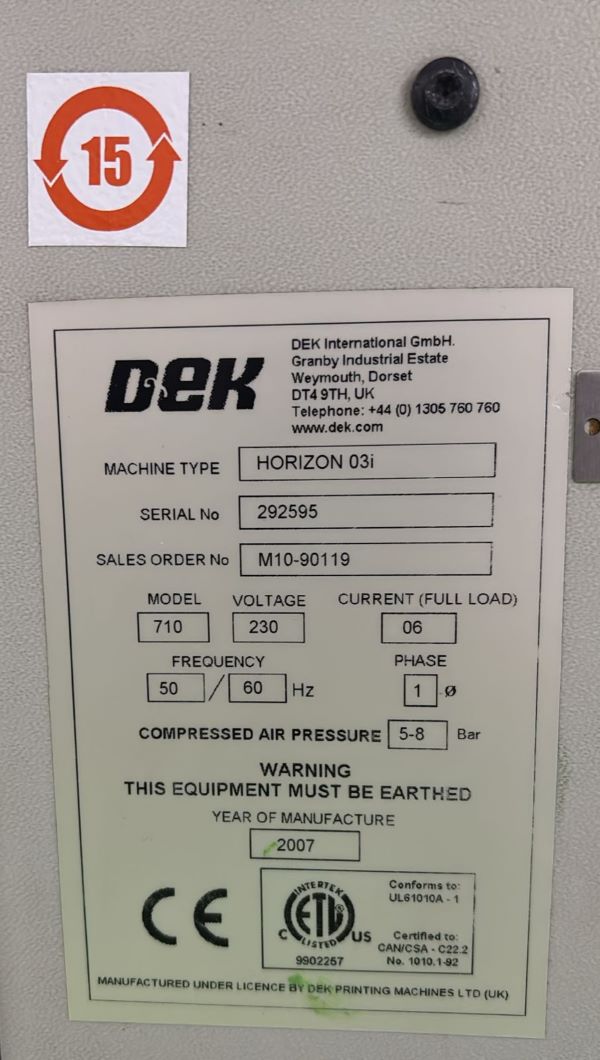 15
DEK
DEK International GmbH.
Granby Industrial Estate
Weymouth, Dorset
DT4 9TH, UK
Telephone: +44 (0) 1305 760 760
www.dek.com
MACHINE TYPE HORIZON 03i
SERIAL No 292595
SALES ORDER No M10-90119
MODEL VOLTAGE CURRENT (FULL LOAD)
710 230 06
FREQUENCY PHASE
50 / 60 Hz 1 Ø
COMPRESSED AIR PRESSURE 5-8 Bar
WARNING
THIS EQUIPMENT MUST BE EARTHED
YEAR OF MANUFACTURE
2007
CE
INTERTEK
ETL
LISTED
C US
9902267
Conforms to:
UL61010A - 1
Certified to:
CAN/CSA - C22.2
No. 1010.1-92
MANUFACTURED UNDER LICENCE BY DEK PRINTING MACHINES LTD (UK)